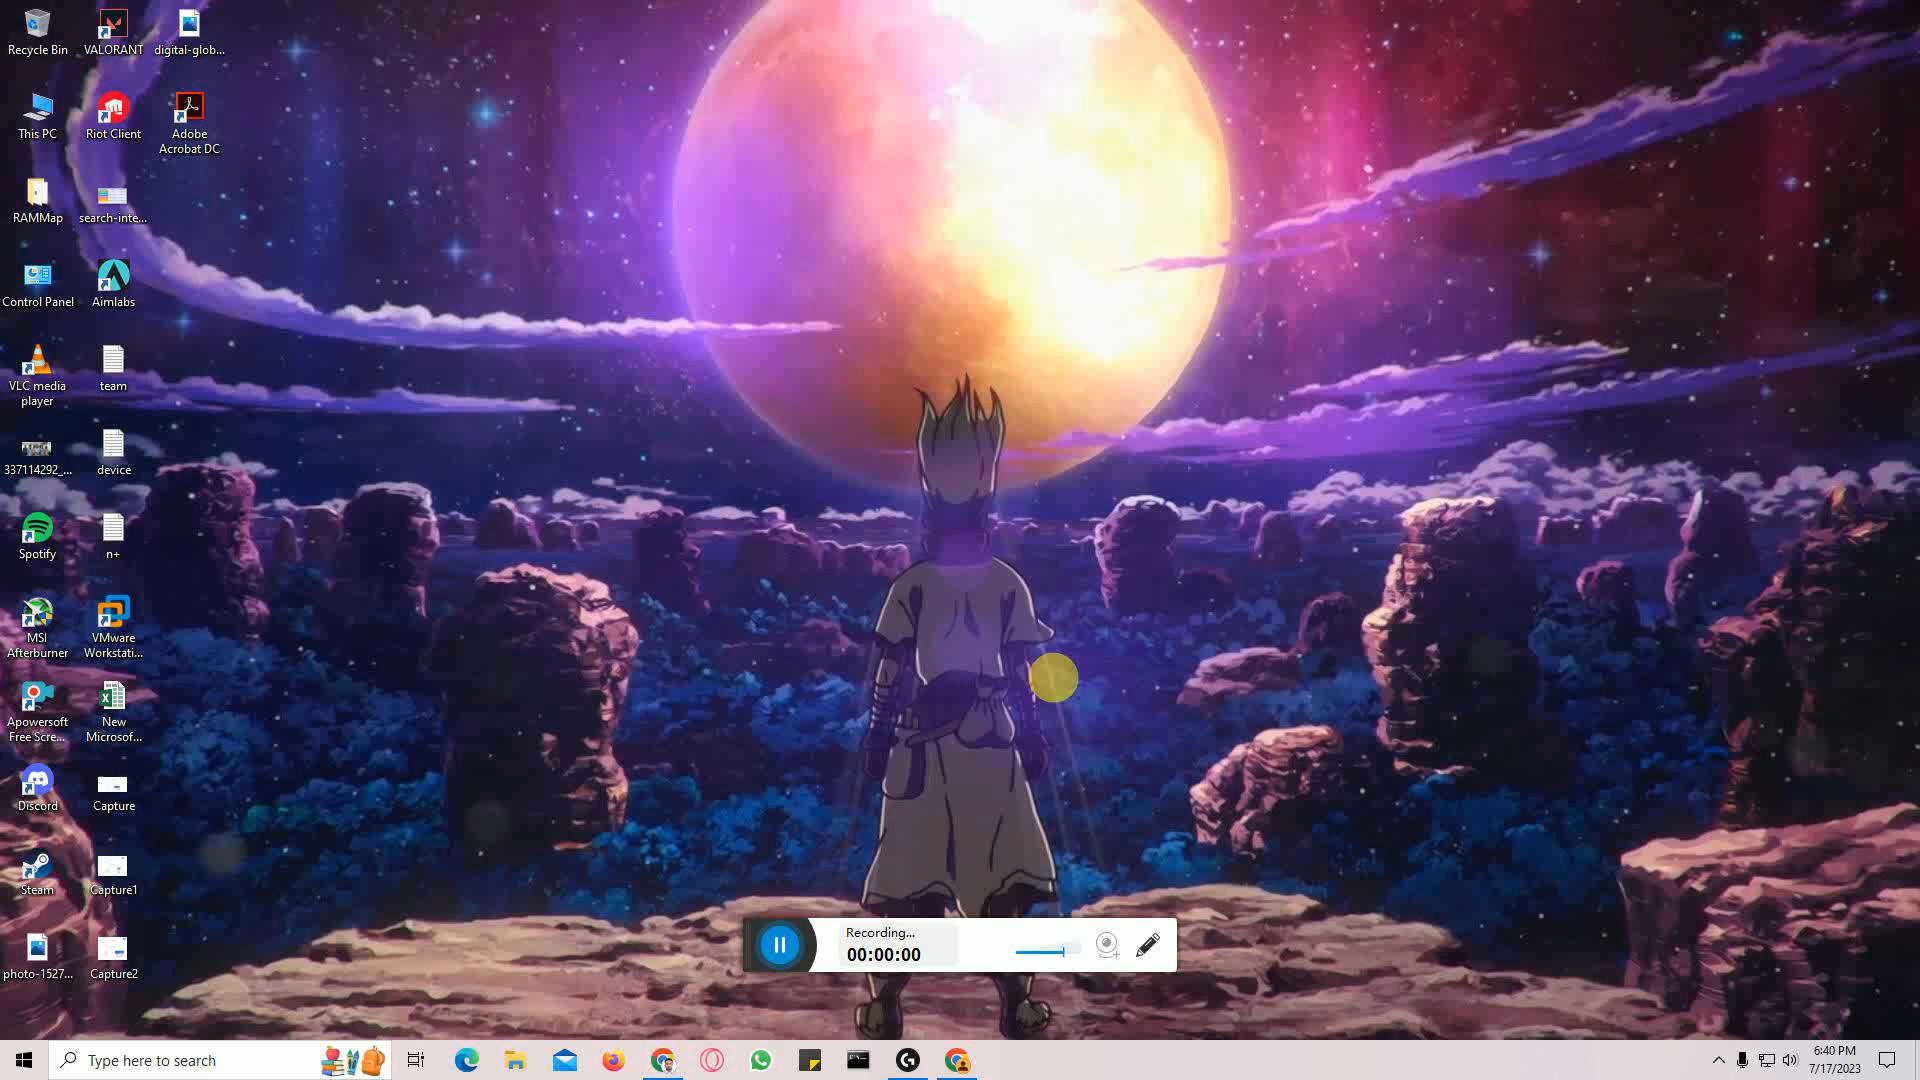 Recycle Bin
VALORANT
digital-glob...
This PC
Riot Client
Adobe
Acrobat DC
RAMMap
search-inte...
Control Panel
Aimlabs
VLC media
player
team
337114292_...
device
Spotify
n+
MSI
Afterburner
VMware
Workstati...
Apowersoft
Free Scre...
New
Microsof...
Discord
Capture
Steam
Capture1
photo-1527...
Capture2
Recording...
00:00:00
Type here to search
6:40 PM
7/17/2023